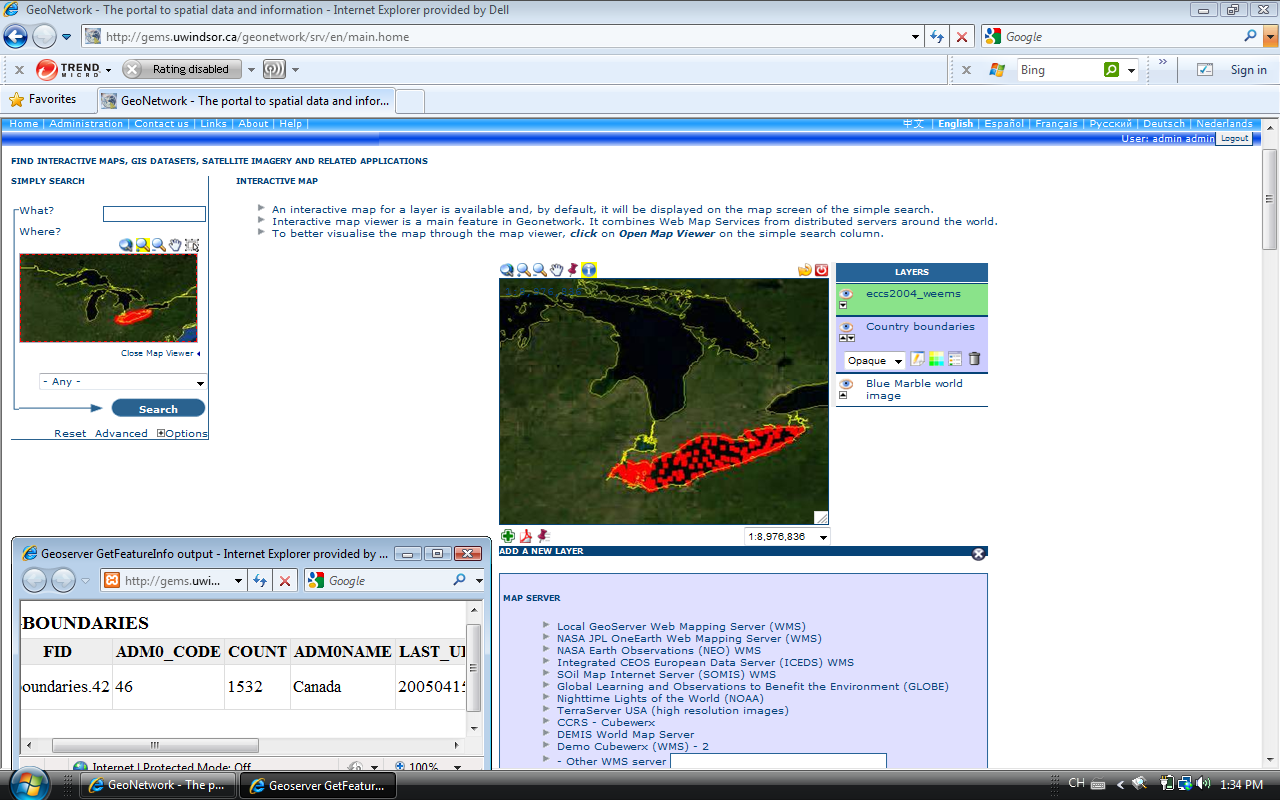 GeoNetwork - The portal to spatial data and information - Internet Explorer provided by Dell
http://gems.uwindsor.ca/geonetwork/srv/en/main.home
Google
x TREND MICRO Rating disabled
x Bing » Sign in
Favorites GeoNetwork - The portal to spatial data and infor...
Home | Administration | Contact us | Links | About | Help |
中文 | English | Español | Français | Русский | Deutsch | Nederlands
User: admin admin Logout
FIND INTERACTIVE MAPS, GIS DATASETS, SATELLITE IMAGERY AND RELATED APPLICATIONS
SIMPLY SEARCH
What?
Where?
Close Map Viewer
- Any -
Search
Reset Advanced Options
INTERACTIVE MAP
An interactive map for a layer is available and, by default, it will be displayed on the map screen of the simple search.
Interactive map viewer is a main feature in Geonetwork. It combines Web Map Services from distributed servers around the world.
To better visualise the map through the map viewer, click on Open Map Viewer on the simple search column.
LAYERS
eccs2004_weems
Country boundaries
Opaque
Blue Marble world
image
1:8,976,836
ADD A NEW LAYER
MAP SERVER
Local GeoServer Web Mapping Server (WMS)
NASA JPL OneEarth Web Mapping Server (WMS)
NASA Earth Observations (NEO) WMS
Integrated CEOS European Data Server (ICEDS) WMS
SOil Map Internet Server (SOMIS) WMS
Global Learning and Observations to Benefit the Environment (GLOBE)
Nighttime Lights of the World (NOAA)
TerraServer USA (high resolution images)
CCRS - Cubewerx
DEMIS World Map Server
Demo Cubewerx (WMS) - 2
- Other WMS server
Geoserver GetFeatureInfo output - Internet Explorer provided by ...
http://gems.uwi...
Google
BOUNDARIES
FID ADM0_CODE COUNT ADM0NAME LAST_U
oundaries.42 46 1532 Canada 20050415
Internet | Protected Mode: Off 100%
GeoNetwork - The p...
Geoserver GetFeatur...
CH
1:34 PM